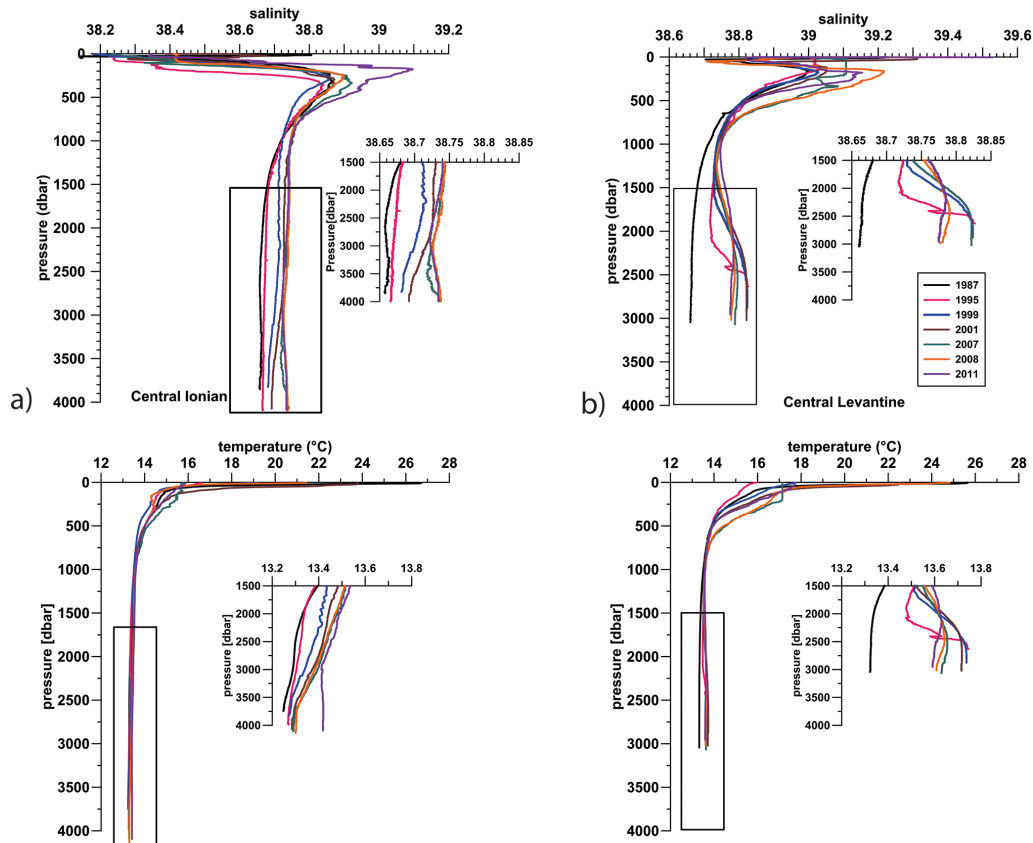 salinity
38.2 38.4 38.6 38.8 39 39.2
0
500
1000
1500
2000
2500
3000
3500
4000
pressure (dbar)
38.65 38.7 38.75 38.8 38.85
1500
2000
2500
3000
3500
4000
Pressure[dbar]
a)
Central Ionian
salinity
38.6 38.8 39 39.2 39.4 39.6
0
500
1000
1500
2000
2500
3000
3500
4000
pressure (dbar)
38.65 38.7 38.75 38.8 38.85
1500
2000
2500
3000
3500
4000
Pressure [dbar]
1987
1995
1999
2001
2007
2008
2011
b)
Central Levantine
temperature (°C)
12 14 16 18 20 22 24 26 28
0
500
1000
1500
2000
2500
3000
3500
4000
pressure [dbar]
13.2 13.4 13.6 13.8
1500
2000
2500
3000
3500
4000
pressure [dbar]
temperature (°C)
12 14 16 18 20 22 24 26 28
0
500
1000
1500
2000
2500
3000
3500
4000
pressure [dbar]
13.2 13.4 13.6 13.8
1500
2000
2500
3000
3500
4000
pressure [dbar]